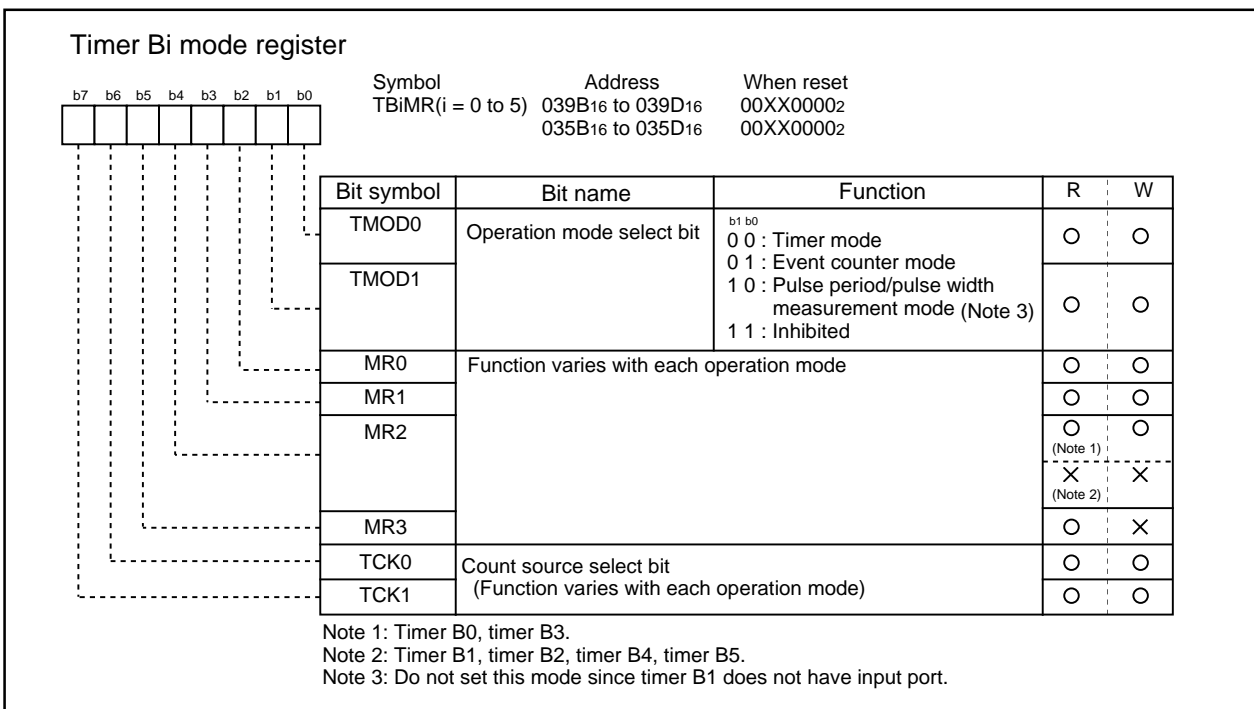 Timer Bi mode register
Symbol Address When reset
TBiMR(i = 0 to 5) 039B16 to 039D16 00XX00002
035B16 to 035D16 00XX00002
b7 b6 b5 b4 b3 b2 b1 b0
Bit symbol Bit name Function R W
TMOD0 Operation mode select bit
b1 b0
0 0 : Timer mode
0 1 : Event counter mode
TMOD1
1 0 : Pulse period/pulse width
measurement mode (Note 3)
1 1 : Inhibited
MR0 Function varies with each operation mode
MR1
MR2
(Note 1)
(Note 2)
MR3
TCK0 Count source select bit
TCK1 (Function varies with each operation mode)
Note 1: Timer B0, timer B3.
Note 2: Timer B1, timer B2, timer B4, timer B5.
Note 3: Do not set this mode since timer B1 does not have input port.